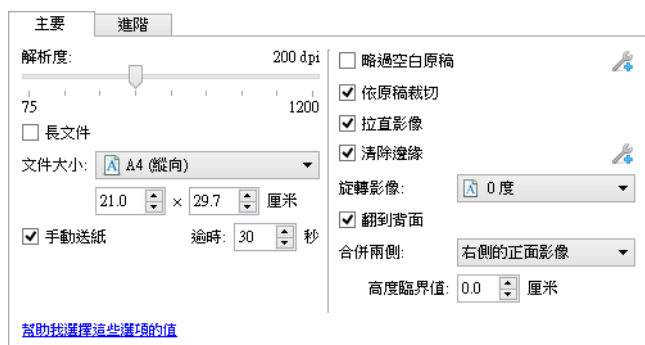 主要 進階
解析度: 200 dpi
75 1200
長文件
文件大小: A4 (縱向)
21.0 × 29.7 厘米
手動送紙 逾時: 30 秒
幫助我選擇這些選項的值
略過空白原稿
依原稿裁切
拉直影像
清除邊緣
旋轉影像: 0 度
翻到背面
合併兩側: 右側的正面影像
高度臨界值: 0.0 厘米